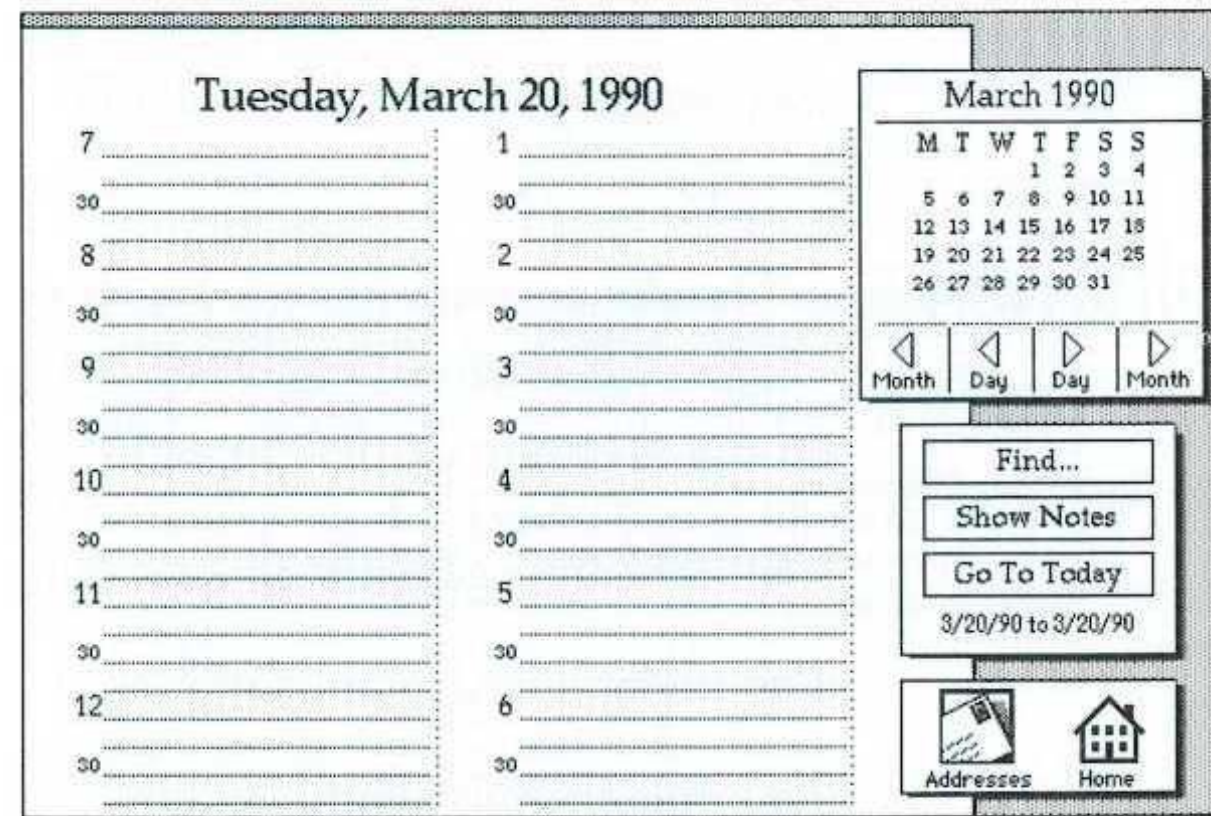 Tuesday, March 20, 1990
7
30
8
30
9
30
10
30
11
30
12
30
1
30
2
30
3
30
4
30
5
30
6
30
March 1990
M T W T F S S
1 2 3 4
5 6 7 8 9 10 11
12 13 14 15 16 17 18
19 20 21 22 23 24 25
26 27 28 29 30 31
Month Day Day Month
Find...
Show Notes
Go To Today
3/20/90 to 3/20/90
Addresses Home